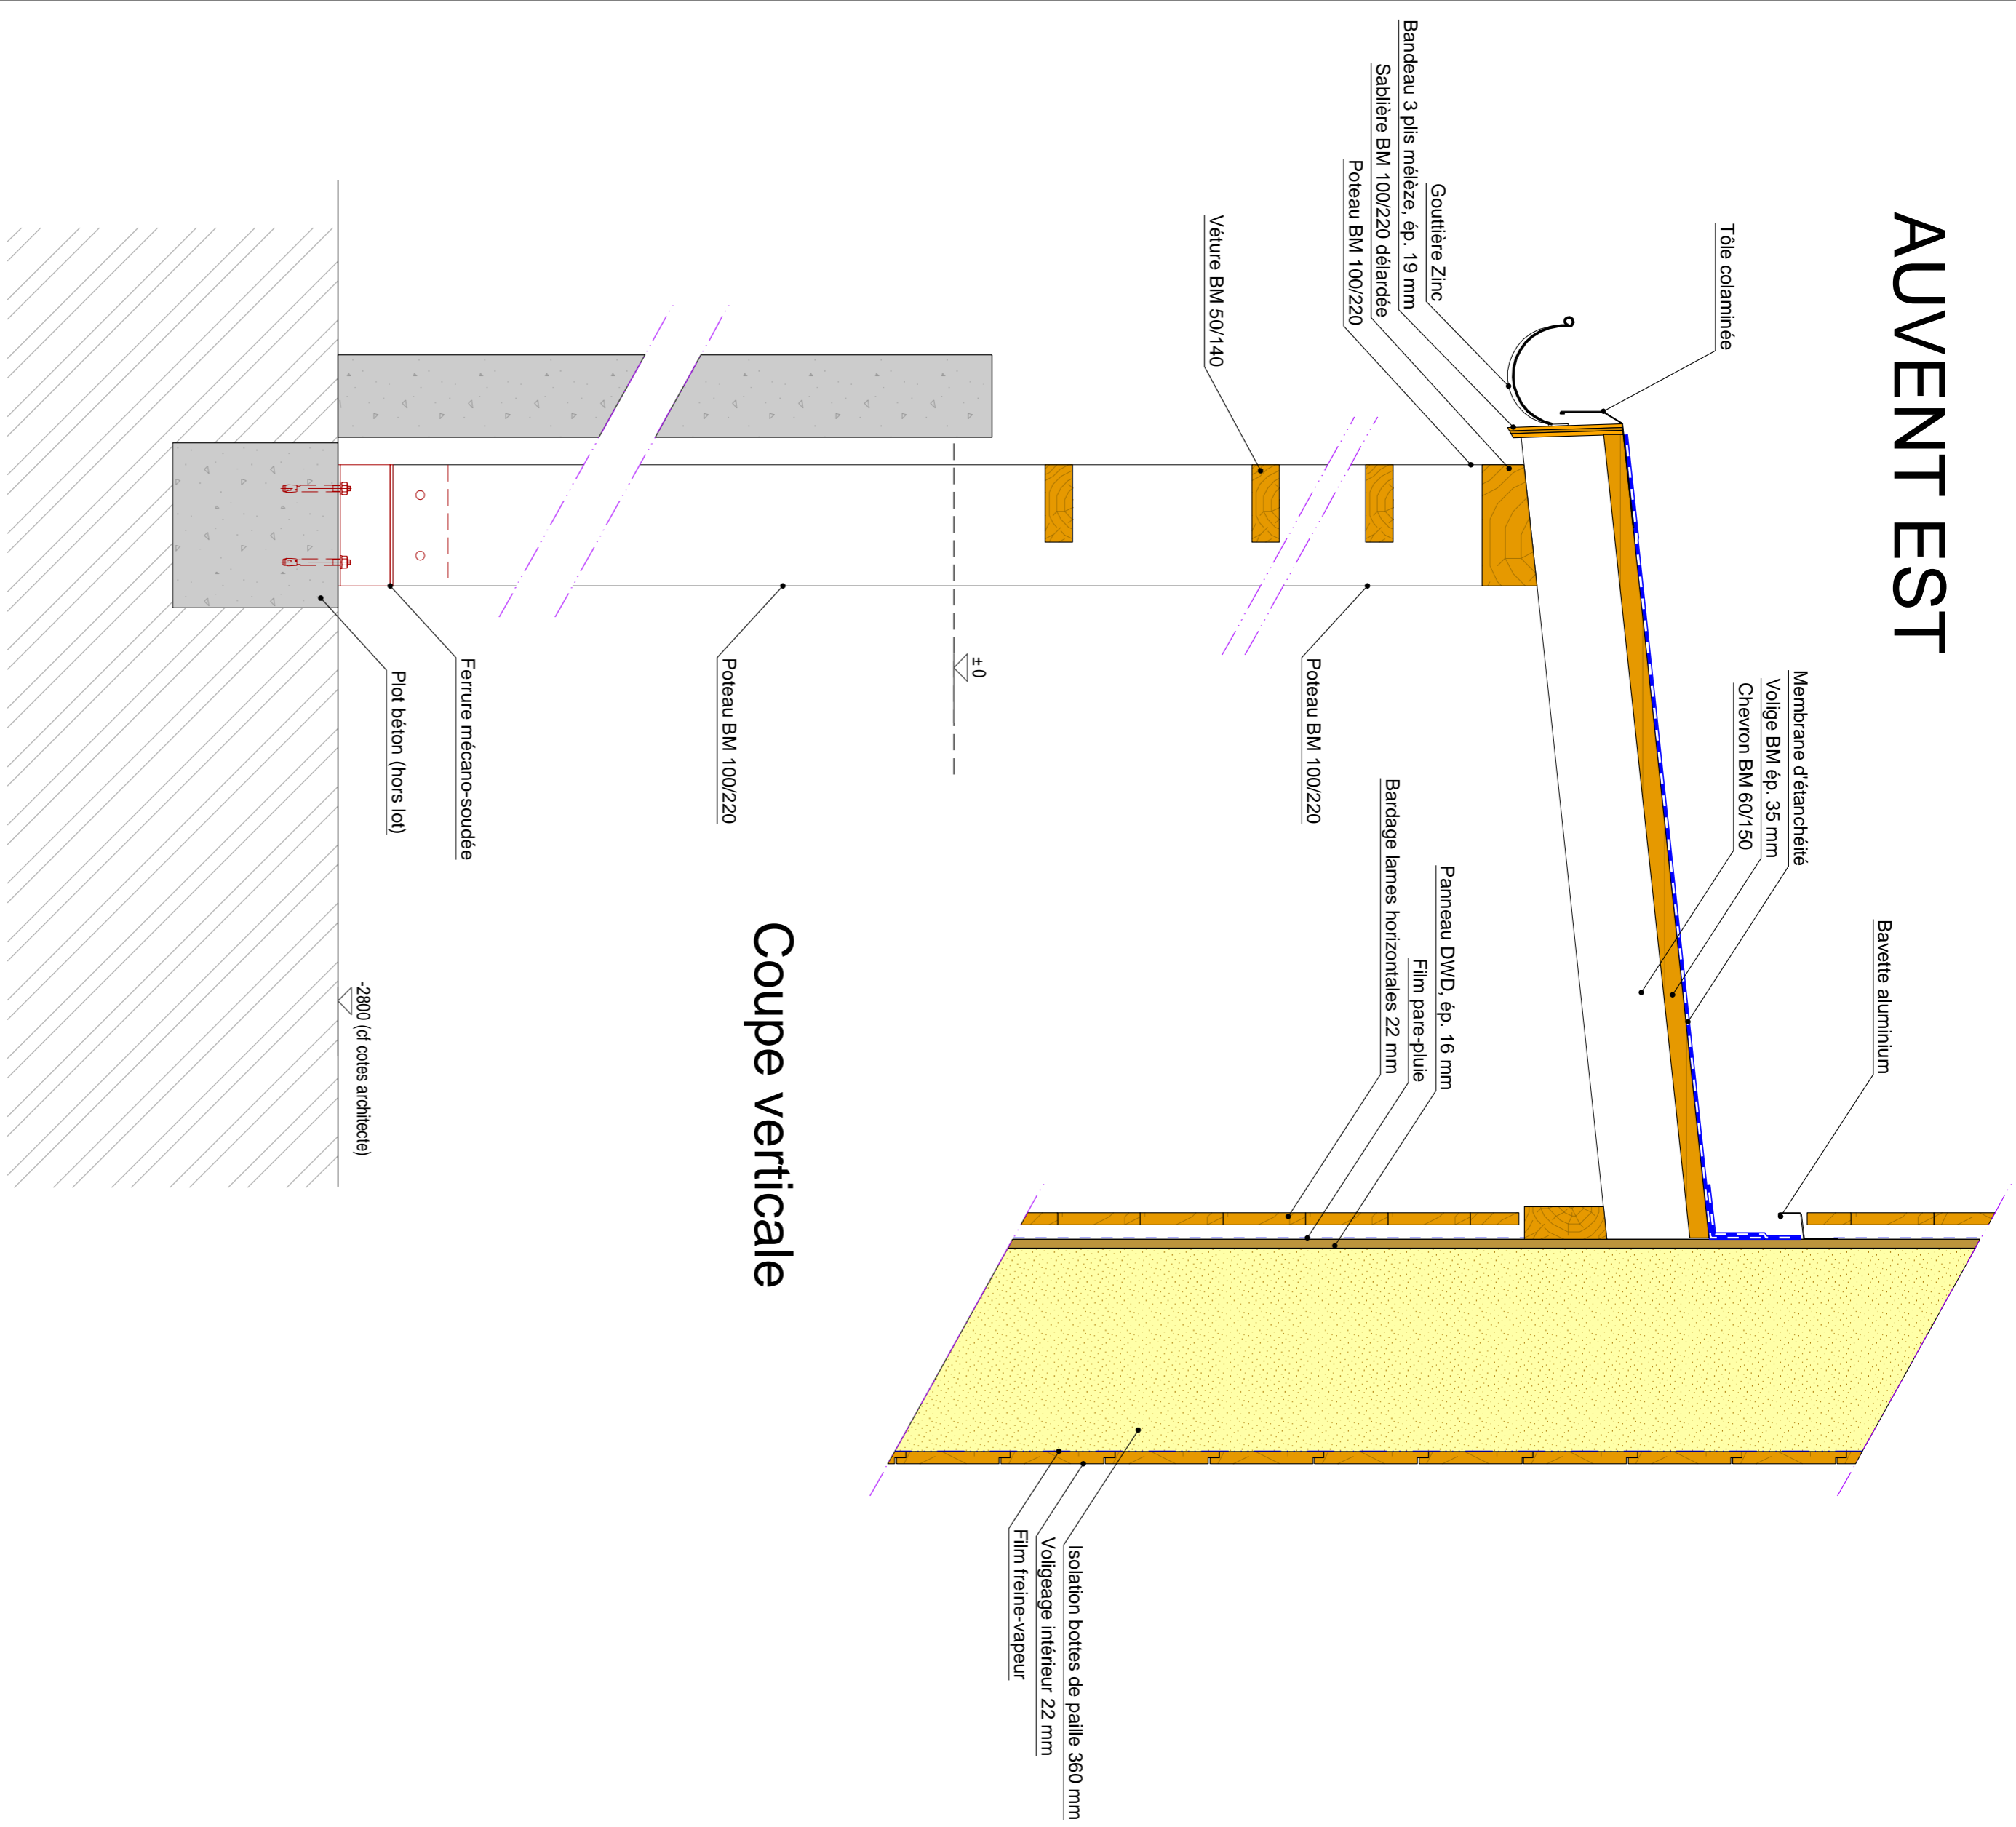 AUVENT EST
Tôle colaminée
Gouttière Zinc
Bandeau 3 plis mélèze, ép. 19 mm
Sablière BM 100/220 délardée
Poteau BM 100/220
Véture BM 50/140
Membrane d'étanchéité
Volige BM ép. 35 mm
Chevron BM 60/150
Bavette aluminium
Poteau BM 100/220
±0
Poteau BM 100/220
Ferrure mécano-soudée
Plot béton (hors lot)
Panneau DWD, ép. 16 mm
Film pare-pluie
Bardage lames horizontales 22 mm
Coupe verticale
-2800 (cf cotes architecte)
Isolation bottes de paille 360 mm
Voligeage intérieur 22 mm
Film freine-vapeur